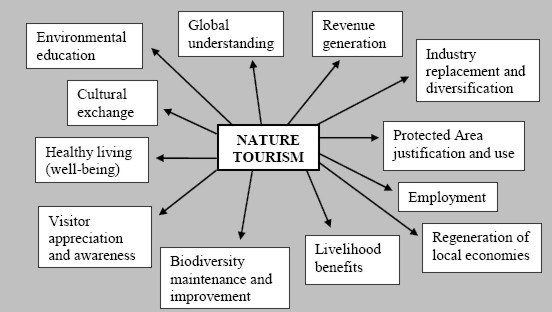 Environmental
education
Global
understanding
Revenue
generation
Industry
replacement and
diversification
Cultural
exchange
NATURE
TOURISM
Protected Area
justification and use
Healthy living
(well-being)
Employment
Visitor
appreciation
and awareness
Biodiversity
maintenance and
improvement
Livelihood
benefits
Regeneration of
local economies